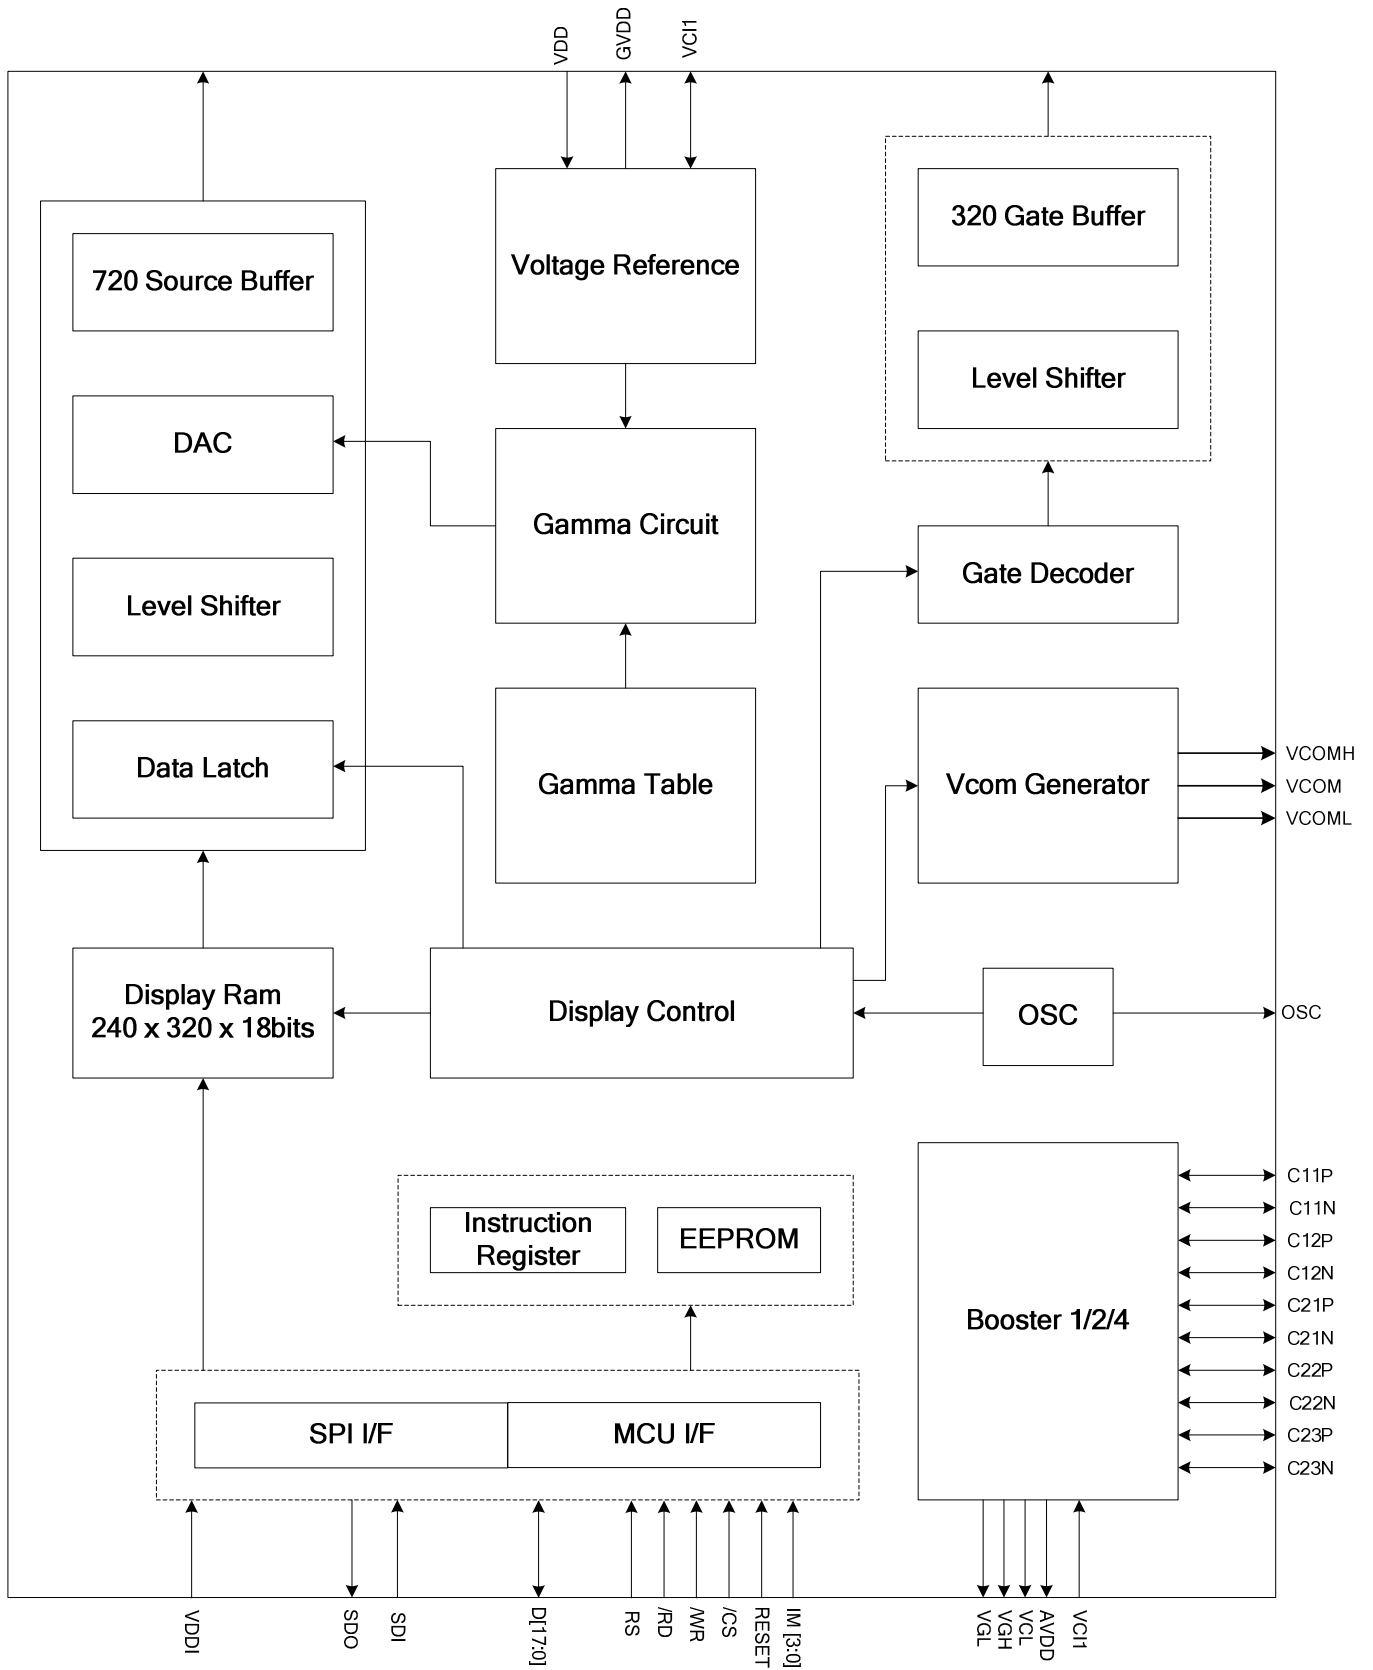 VDD
GVDD
VCI1
720 Source Buffer
DAC
Level Shifter
Data Latch
Voltage Reference
Gamma Circuit
Gamma Table
320 Gate Buffer
Level Shifter
Gate Decoder
Vcom Generator
VCOMH
VCOM
VCOML
Display Ram
240 x 320 x 18bits
Display Control
OSC
OSC
Instruction
Register
EEPROM
Booster 1/2/4
C11P
C11N
C12P
C12N
C21P
C21N
C22P
C22N
C23P
C23N
SPI I/F
MCU I/F
VDDI
SDO
SDI
D[17:0]
RS
/RD
/WR
/CS
RESET
IM [3:0]
VGL
VGH
VCL
AVDD
VCI1